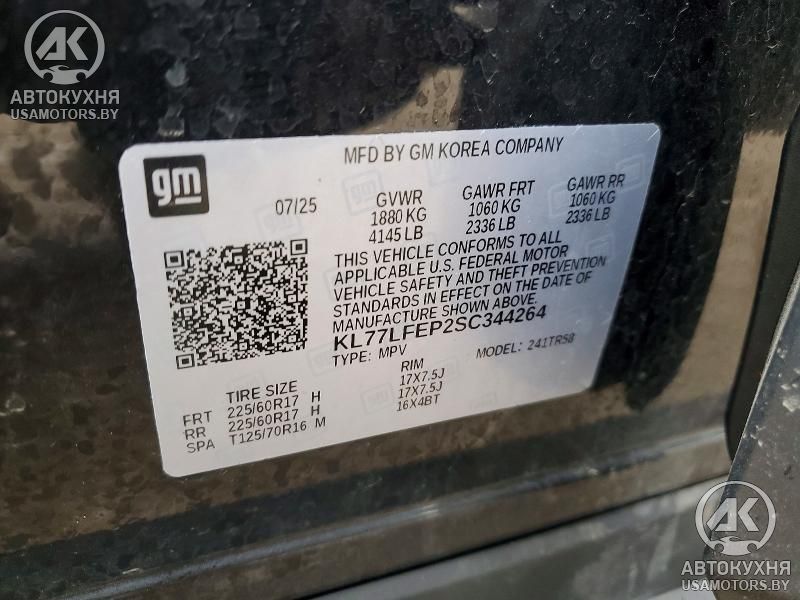 AK
АВТОКУХНЯ
USAMOTORS.BY
gm
MFD BY GM KOREA COMPANY
07/25
GVWR GAWR FRT GAWR RR
1880 KG 1060 KG 1060 KG
4145 LB 2336 LB 2336 LB
THIS VEHICLE CONFORMS TO ALL
APPLICABLE U.S. FEDERAL MOTOR
VEHICLE SAFETY AND THEFT PREVENTION
STANDARDS IN EFFECT ON THE DATE OF
MANUFACTURE SHOWN ABOVE.
KL77LFEP2SC344264
TYPE: MPV MODEL: 241TR58
TIRE SIZE RIM
FRT 225/60R17 H 17X7.5J
RR 225/60R17 H 17X7.5J
SPA T125/70R16 M 16X4BT
AK
АВТОКУХНЯ
USAMOTORS.BY